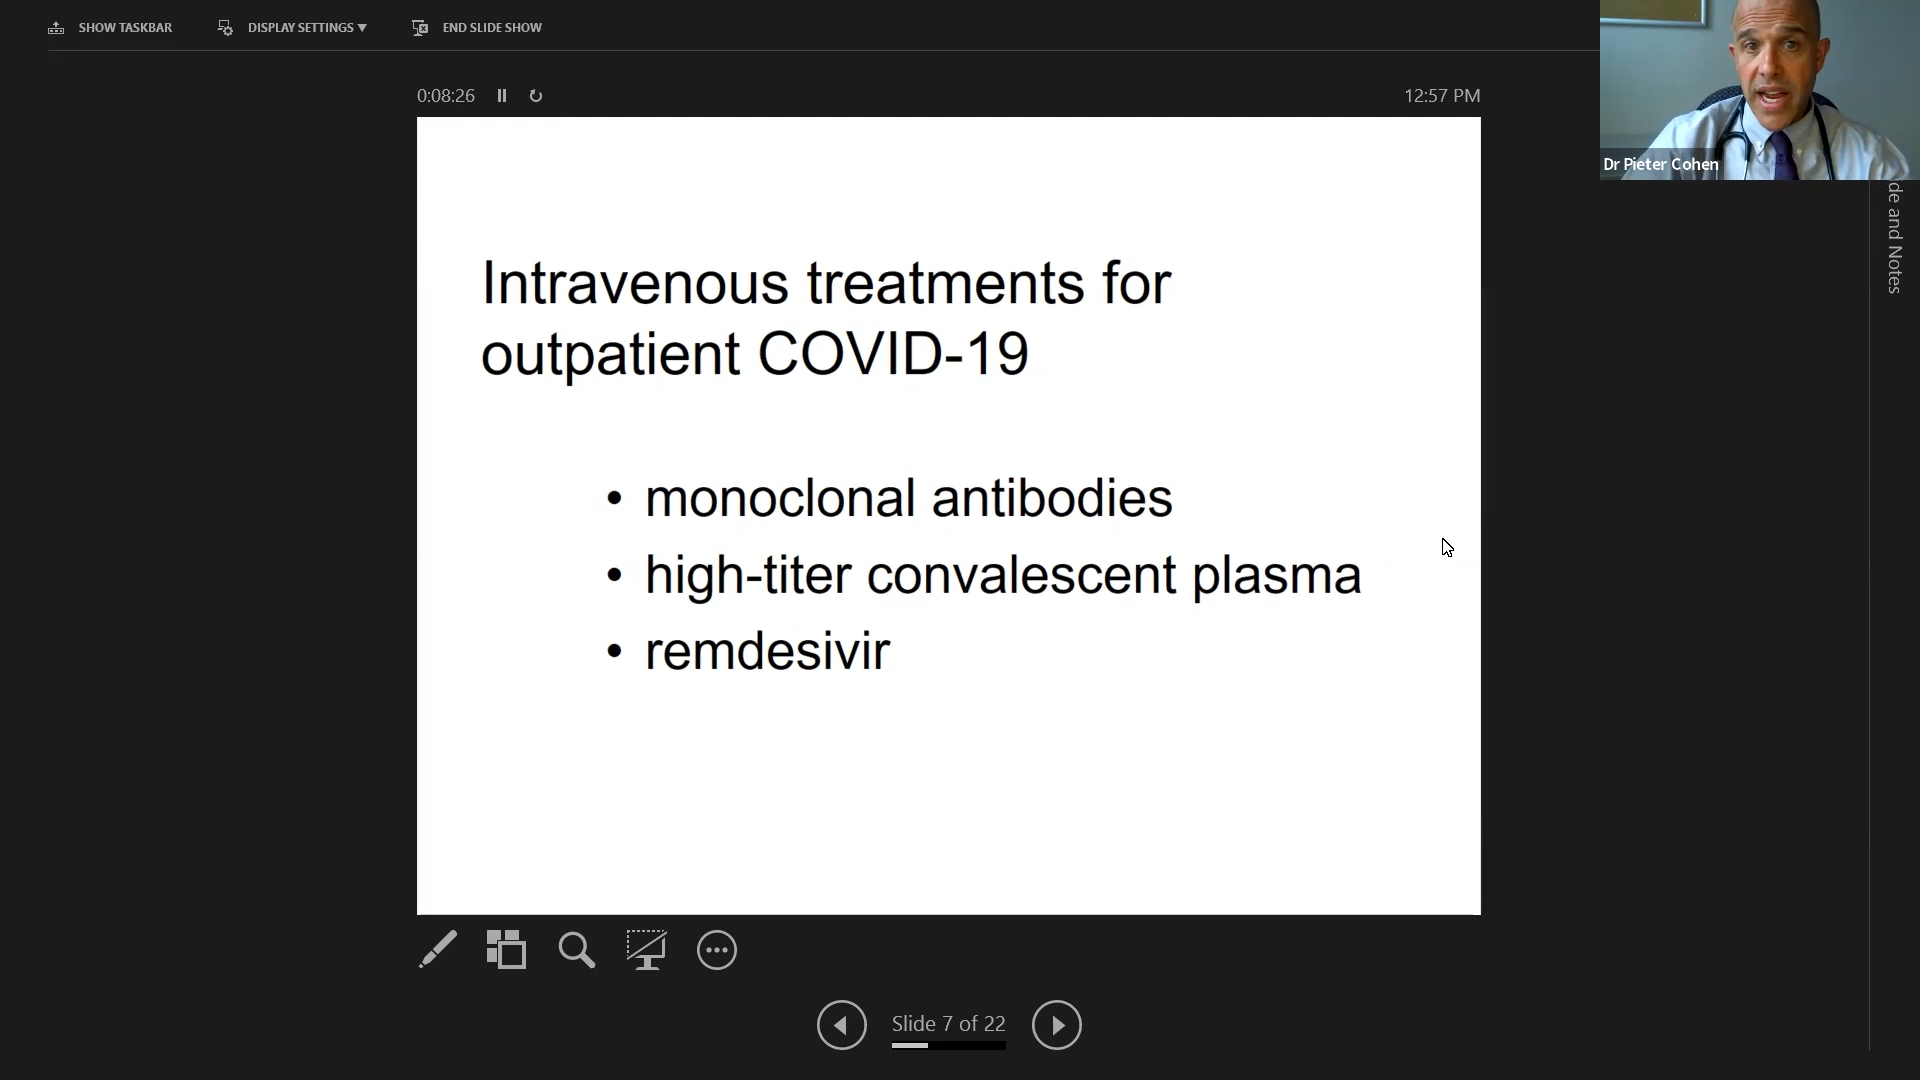 SHOW TASKBAR
DISPLAY SETTINGS
END SLIDE SHOW
0:08:26
12:57 PM
Dr Pieter Cohen
and Notes
Intravenous treatments for
outpatient COVID-19
• monoclonal antibodies
• high-titer convalescent plasma
• remdesivir
Slide 7 of 22